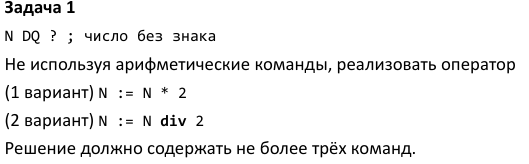 Задача 1
N DQ ? ; число без знака
Не используя арифметические команды, реализовать оператор
(1 вариант) N := N * 2
(2 вариант) N := N div 2
Решение должно содержать не более трёх команд.